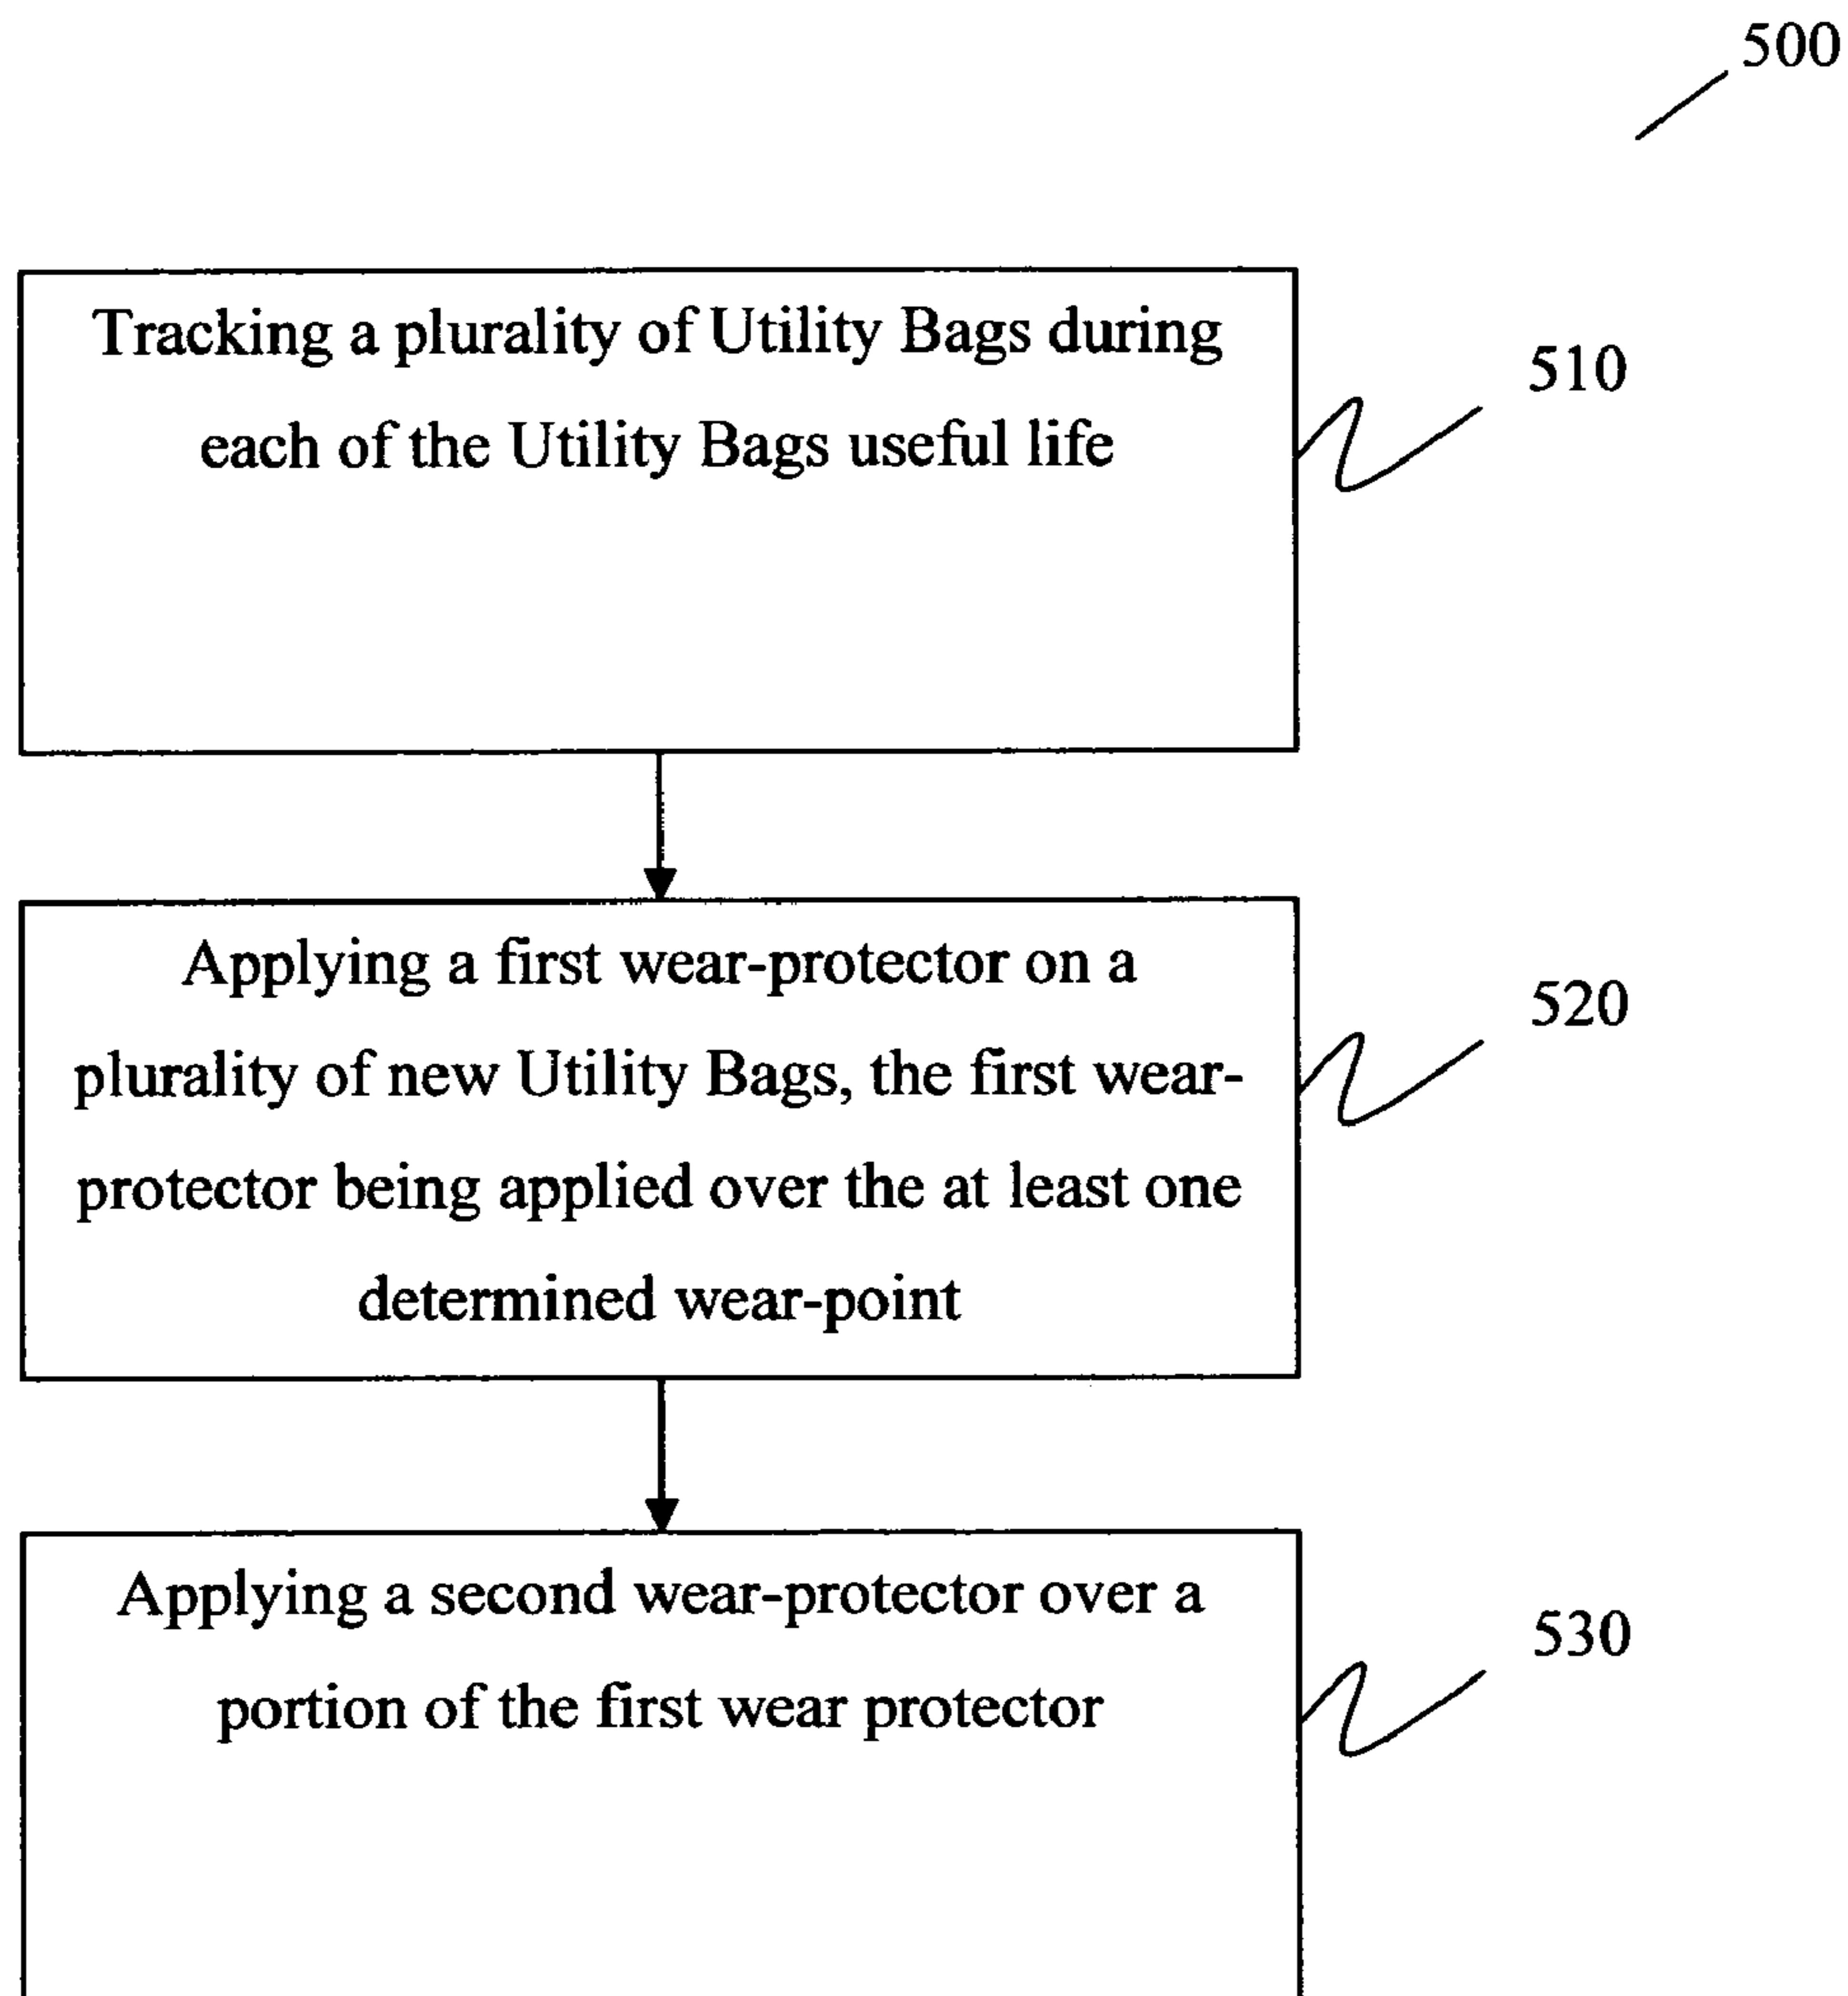 500
Tracking a plurality of Utility Bags during
each of the Utility Bags useful life
510
Applying a first wear-protector on a
plurality of new Utility Bags, the first wear-
protector being applied over the at least one
determined wear-point
520
Applying a second wear-protector over a
portion of the first wear protector
530